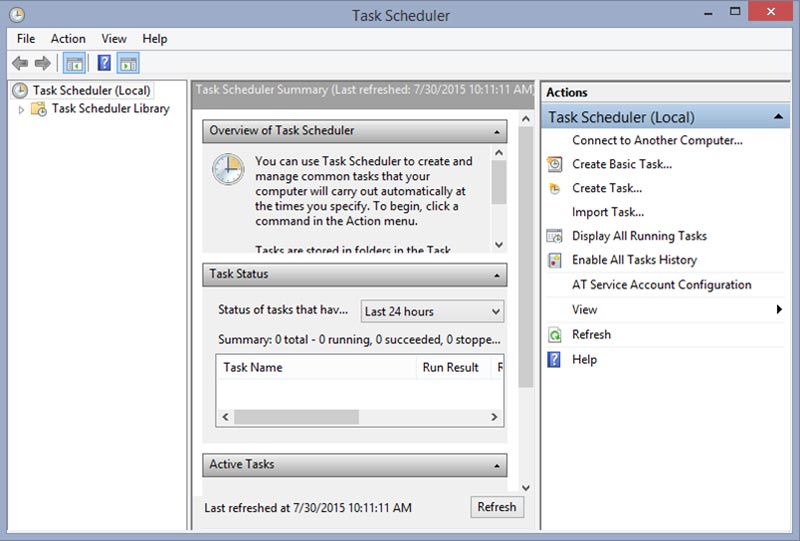 Task Scheduler
File Action View Help
Task Scheduler (Local)
Task Scheduler Library
Task Scheduler Summary (Last refreshed: 7/30/2015 10:11:11 AM)
Overview of Task Scheduler
You can use Task Scheduler to create and
manage common tasks that your
computer will carry out automatically at
the times you specify. To begin, click a
command in the Action menu.
Tasks are stored in folders in the Task
Task Status
Status of tasks that hav... Last 24 hours
Summary: 0 total - 0 running, 0 succeeded, 0 stoppe...
Task Name Run Result R
Active Tasks
Last refreshed at 7/30/2015 10:11:11 AM Refresh
Actions
Task Scheduler (Local)
Connect to Another Computer...
Create Basic Task...
Create Task...
Import Task...
Display All Running Tasks
Enable All Tasks History
AT Service Account Configuration
View
Refresh
Help